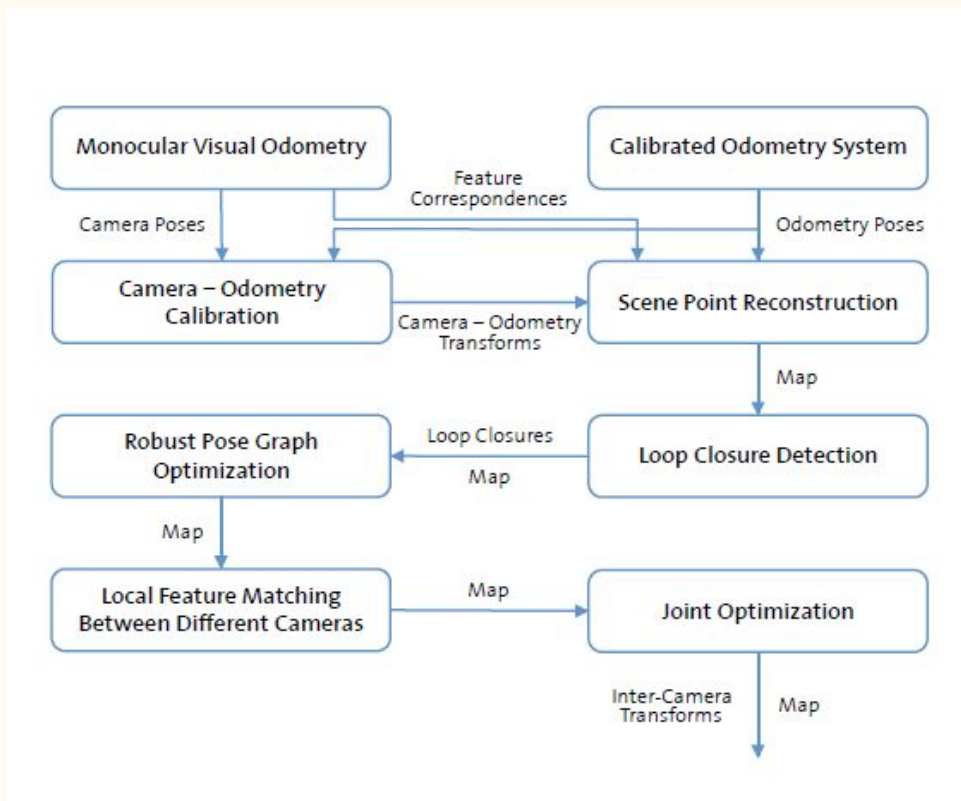 Monocular Visual Odometry
Calibrated Odometry System
Feature
Correspondences
Camera Poses
Odometry Poses
Camera – Odometry
Calibration
Camera – Odometry
Transforms
Scene Point Reconstruction
Map
Robust Pose Graph
Optimization
Loop Closures
Map
Loop Closure Detection
Map
Local Feature Matching
Between Different Cameras
Map
Joint Optimization
Inter-Camera
Transforms
Map